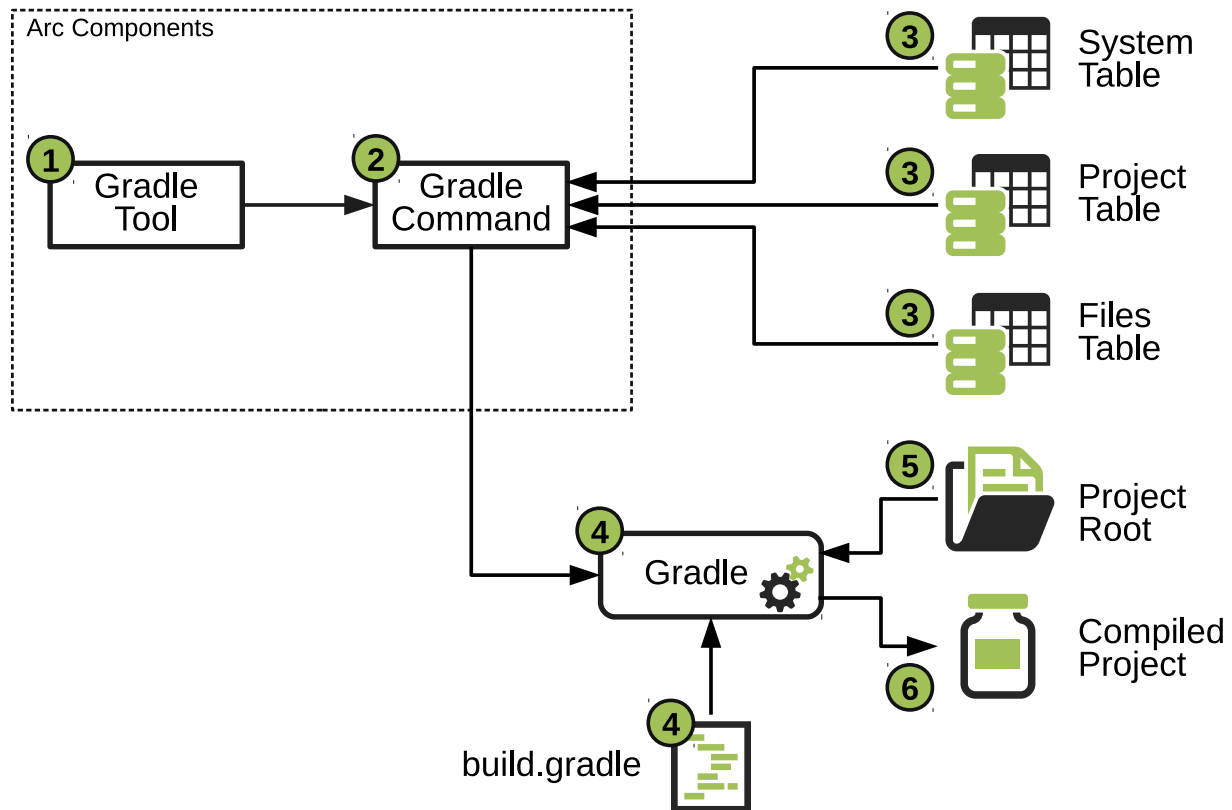 Arc Components
3
System
Table
1
Gradle
Tool
2
Gradle
Command
3
Project
Table
3
Files
Table
5
Project
Root
4
Gradle
Compiled
Project
6
4
build.gradle